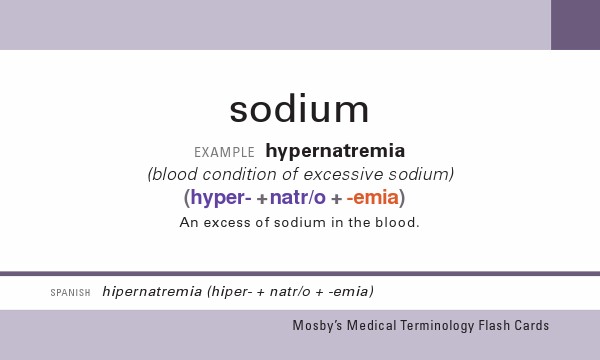 sodium
EXAMPLE hypernatremia
(blood condition of excessive sodium)
(hyper- + natr/o + -emia)
An excess of sodium in the blood.
SPANISH hipernatremia (hiper- + natr/o + -emia)
Mosby's Medical Terminology Flash Cards